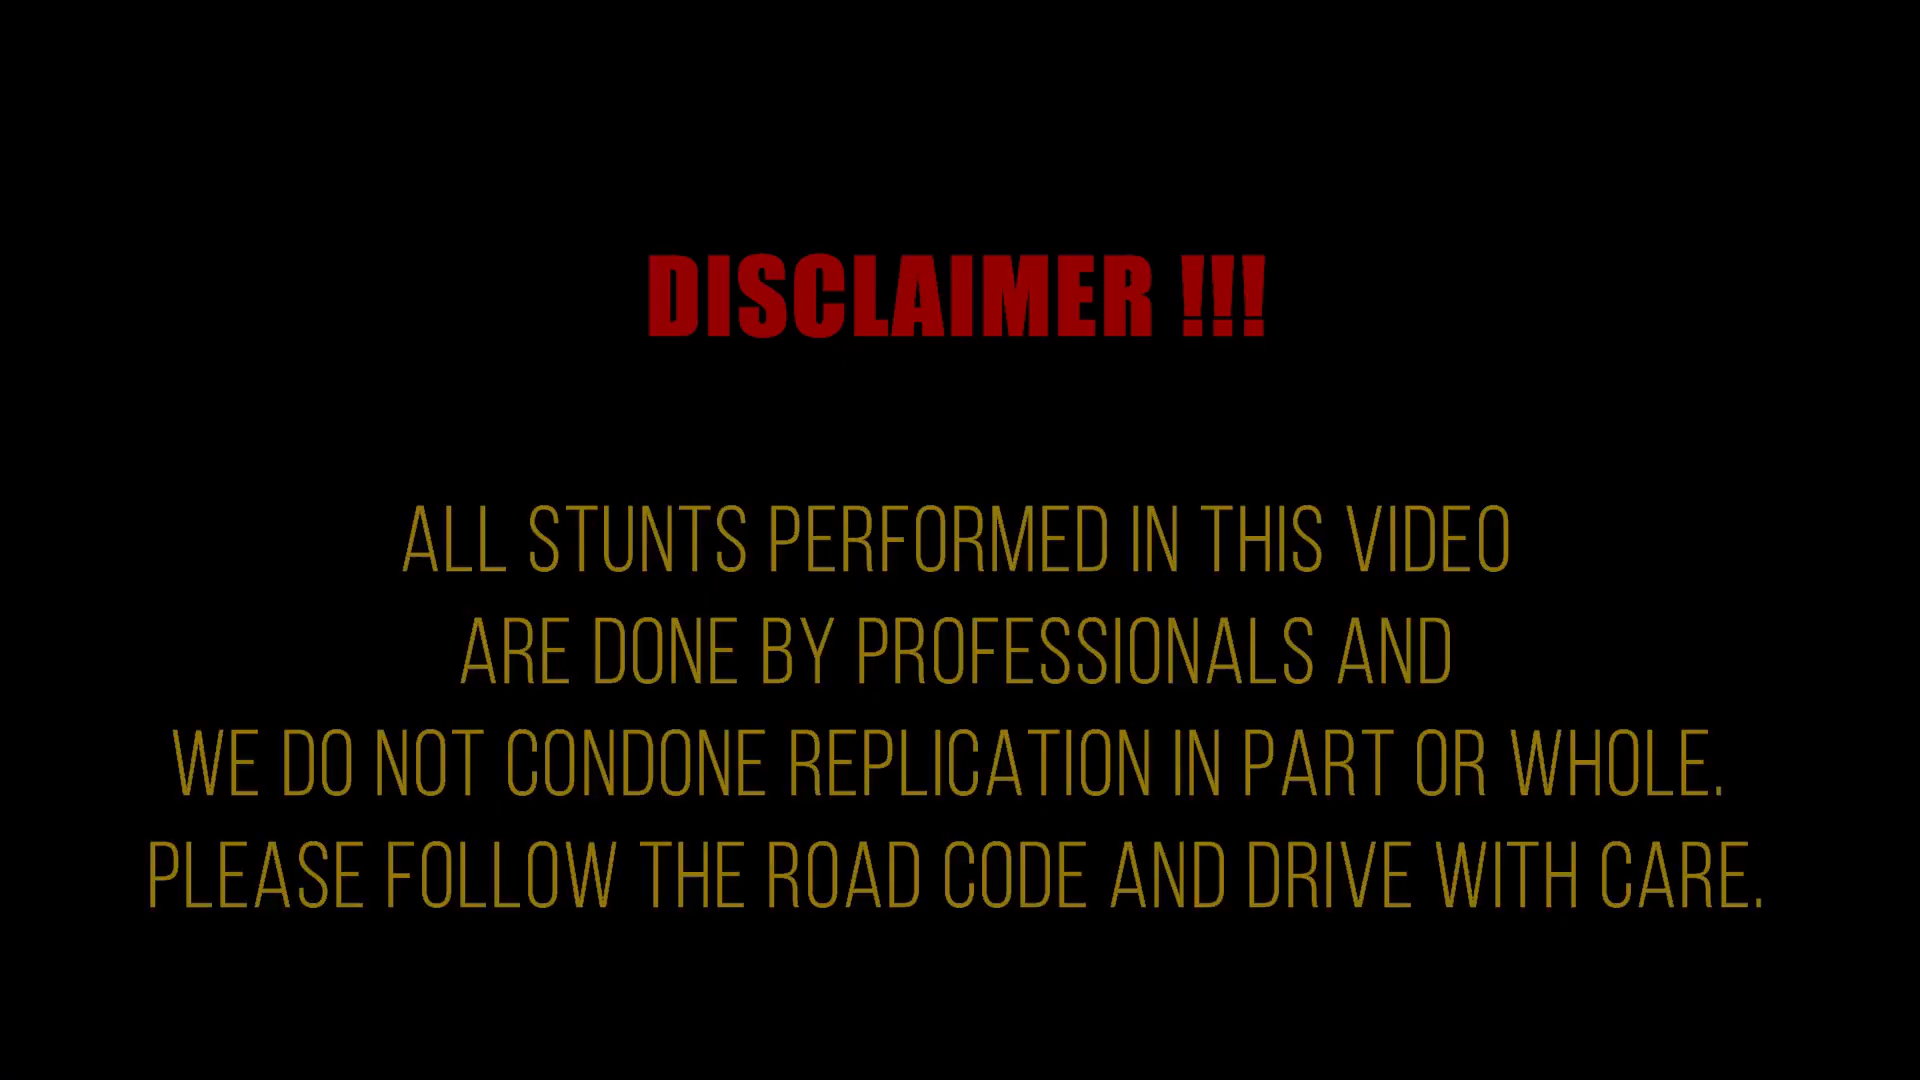 DISCLAIMER !!!
ALL STUNTS PERFORMED IN THIS VIDEO
ARE DONE BY PROFESSIONALS AND
WE DO NOT CONDONE REPLICATION IN PART OR WHOLE.
PLEASE FOLLOW THE ROAD CODE AND DRIVE WITH CARE.